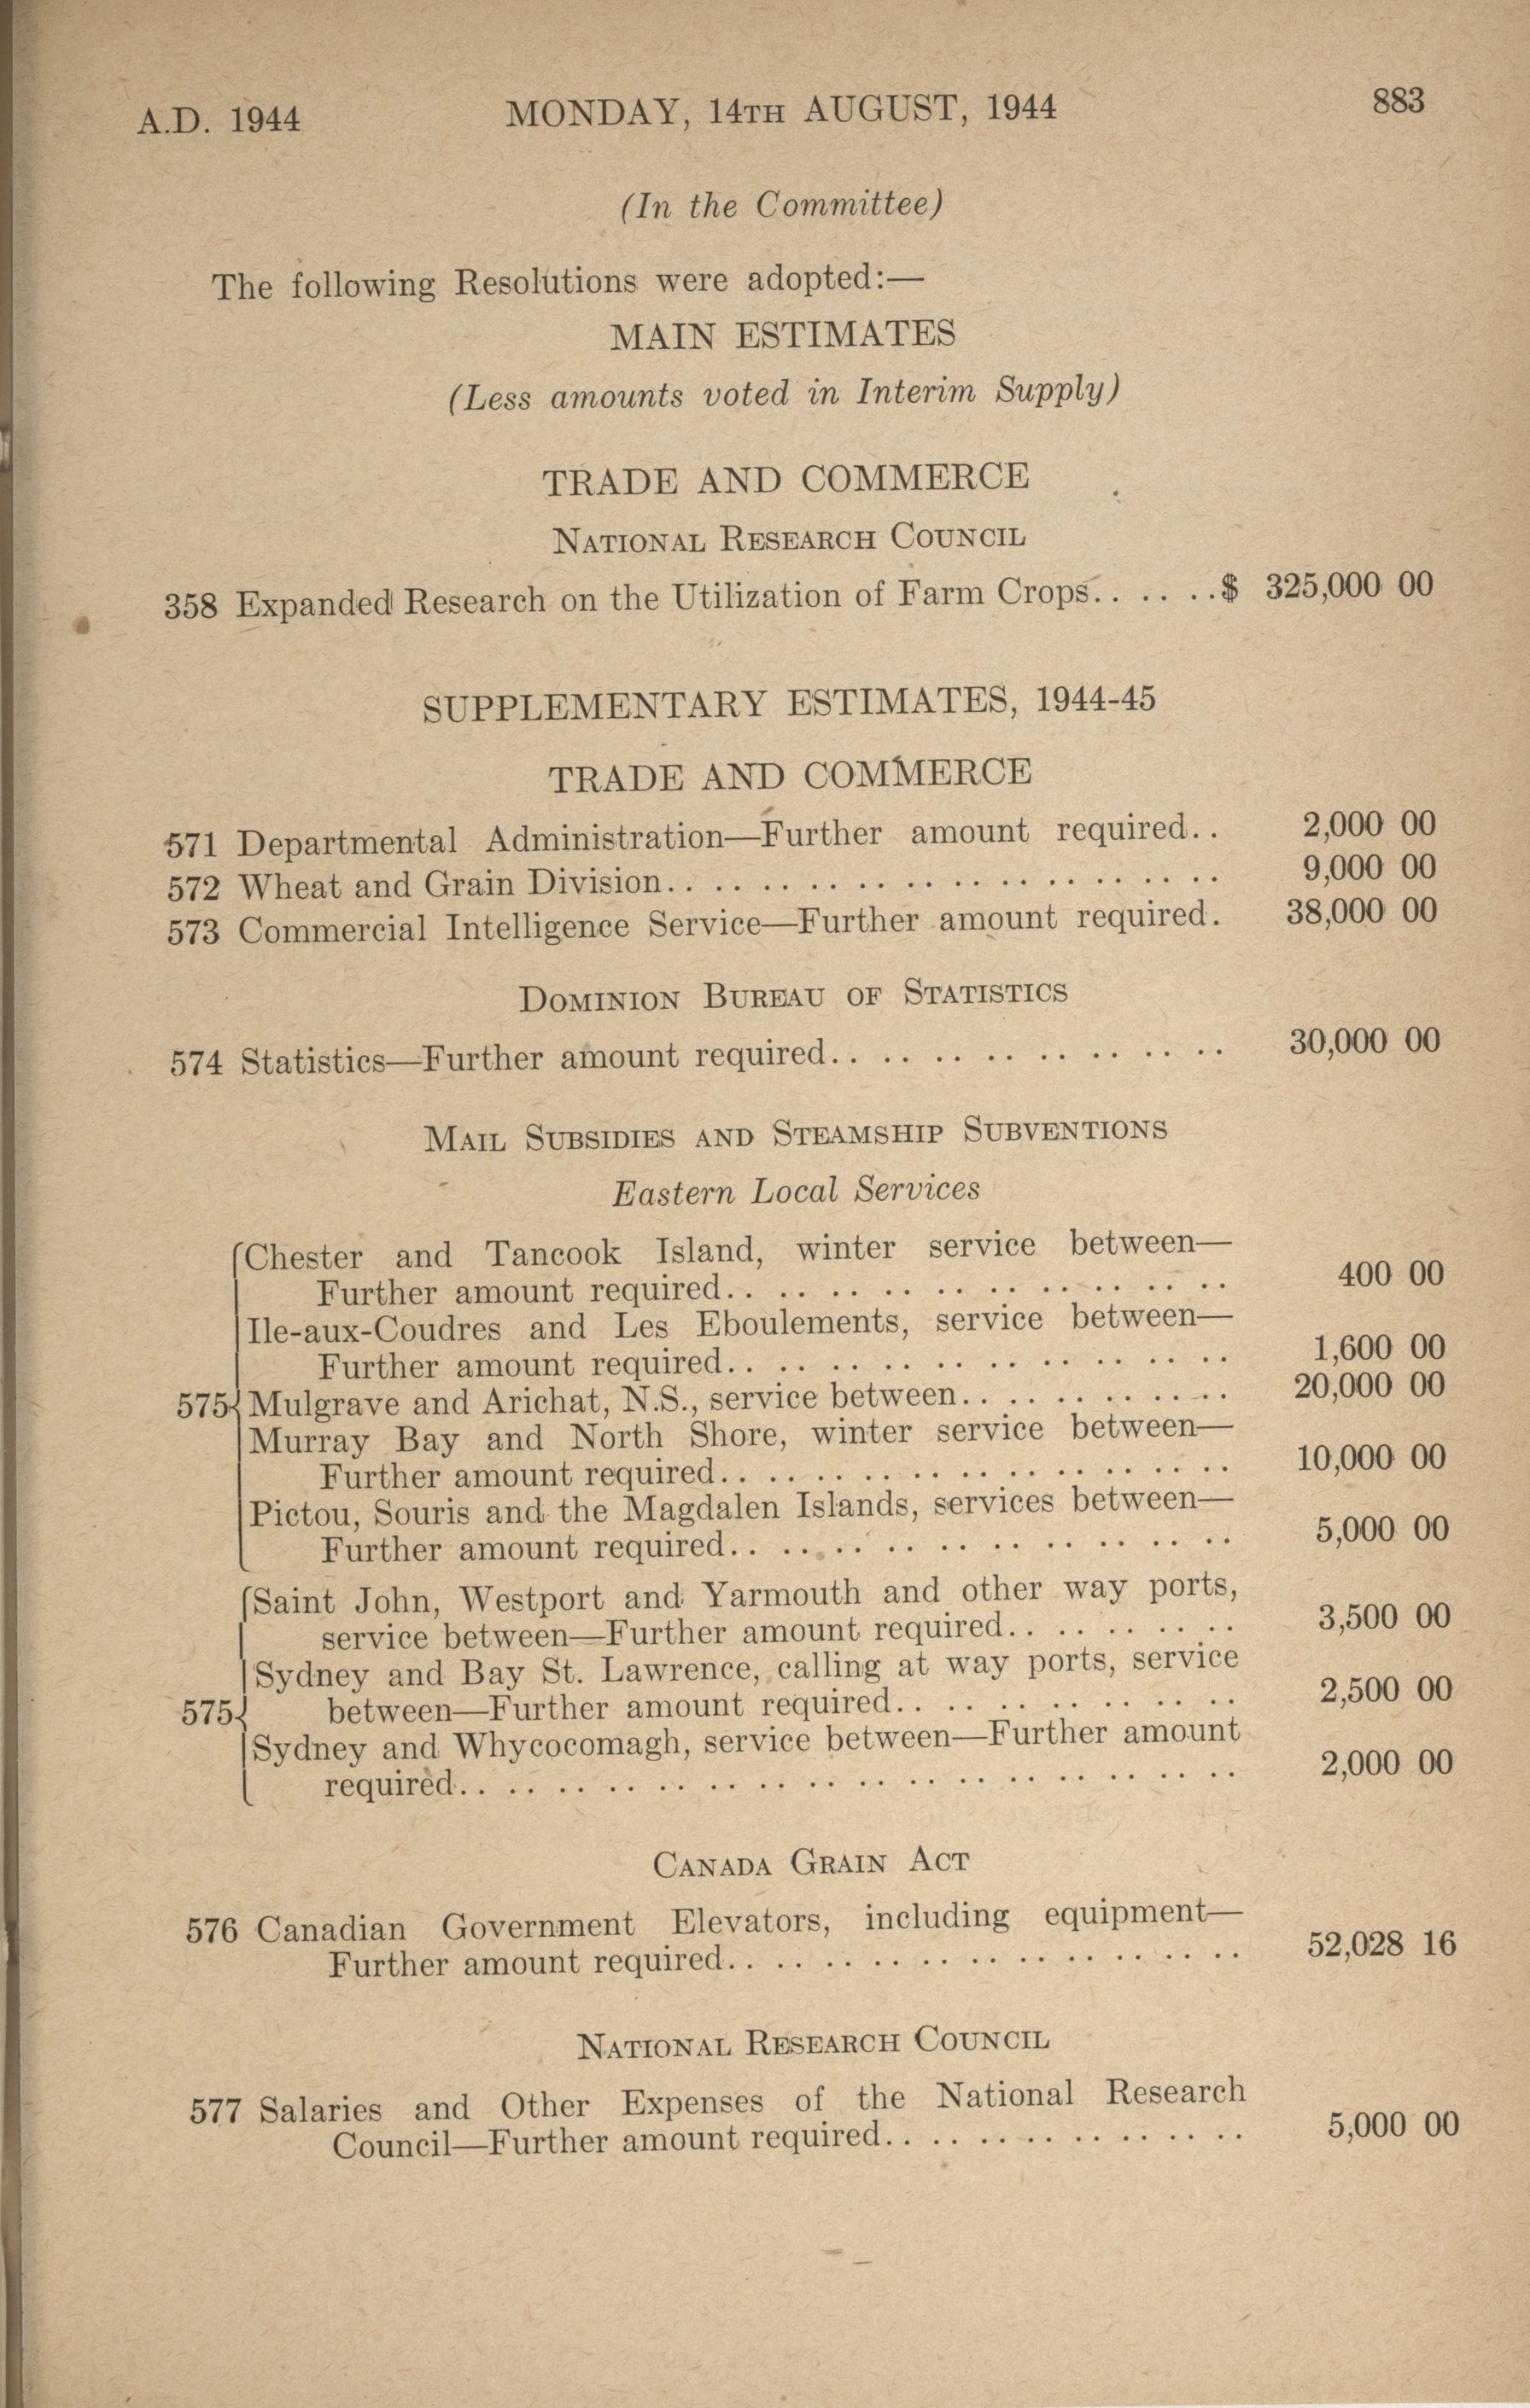 A.D. 1944 MONDAY, 14TH AUGUST, 1944 883
(In the Committee)
The following Resolutions were adopted:—
MAIN ESTIMATES
(Less amounts voted in Interim Supply)
TRADE AND COMMERCE
NATIONAL RESEARCH COUNCIL
358 Expanded Research on the Utilization of Farm Crops.. .. ..$ 325,000 00
SUPPLEMENTARY ESTIMATES, 1944-45
TRADE AND COMMERCE
571 Departmental Administration—Further amount required.. 2,000 00
572 Wheat and Grain Division.. .. .. .. .. .. .. .. .. .. .. .. 9,000 00
573 Commercial Intelligence Service—Further amount required. 38,000 00
DOMINION BUREAU OF STATISTICS
574 Statistics—Further amount required.. .. .. .. .. .. .. .. 30,000 00
MAIL SUBSIDIES AND STEAMSHIP SUBVENTIONS
Eastern Local Services
Chester and Tancook Island, winter service between—
Further amount required.. .. .. .. .. .. .. .. .. .. 400 00
Ile-aux-Coudres and Les Eboulements, service between—
Further amount required.. .. .. .. .. .. .. .. .. .. 1,600 00
575 Mulgrave and Arichat, N.S., service between.. .. .. .. .. .. 20,000 00
Murray Bay and North Shore, winter service between—
Further amount required.. .. .. .. .. .. .. .. .. .. .. 10,000 00
Pictou, Souris and the Magdalen Islands, services between—
Further amount required.. .. .. .. .. .. .. .. .. .. 5,000 00
Saint John, Westport and Yarmouth and other way ports,
service between—Further amount required.. .. .. .. .. 3,500 00
Sydney and Bay St. Lawrence, calling at way ports, service
575 between—Further amount required.. .. .. .. .. .. .. 2,500 00
Sydney and Whycocomagh, service between—Further amount
required.. .. .. .. .. .. .. .. .. .. .. .. .. .. .. .. 2,000 00
CANADA GRAIN ACT
576 Canadian Government Elevators, including equipment—
Further amount required.. .. .. .. .. .. .. .. .. .. .. 52,028 16
NATIONAL RESEARCH COUNCIL
577 Salaries and Other Expenses of the National Research
Council—Further amount required.. .. .. .. .. .. .. .. 5,000 00